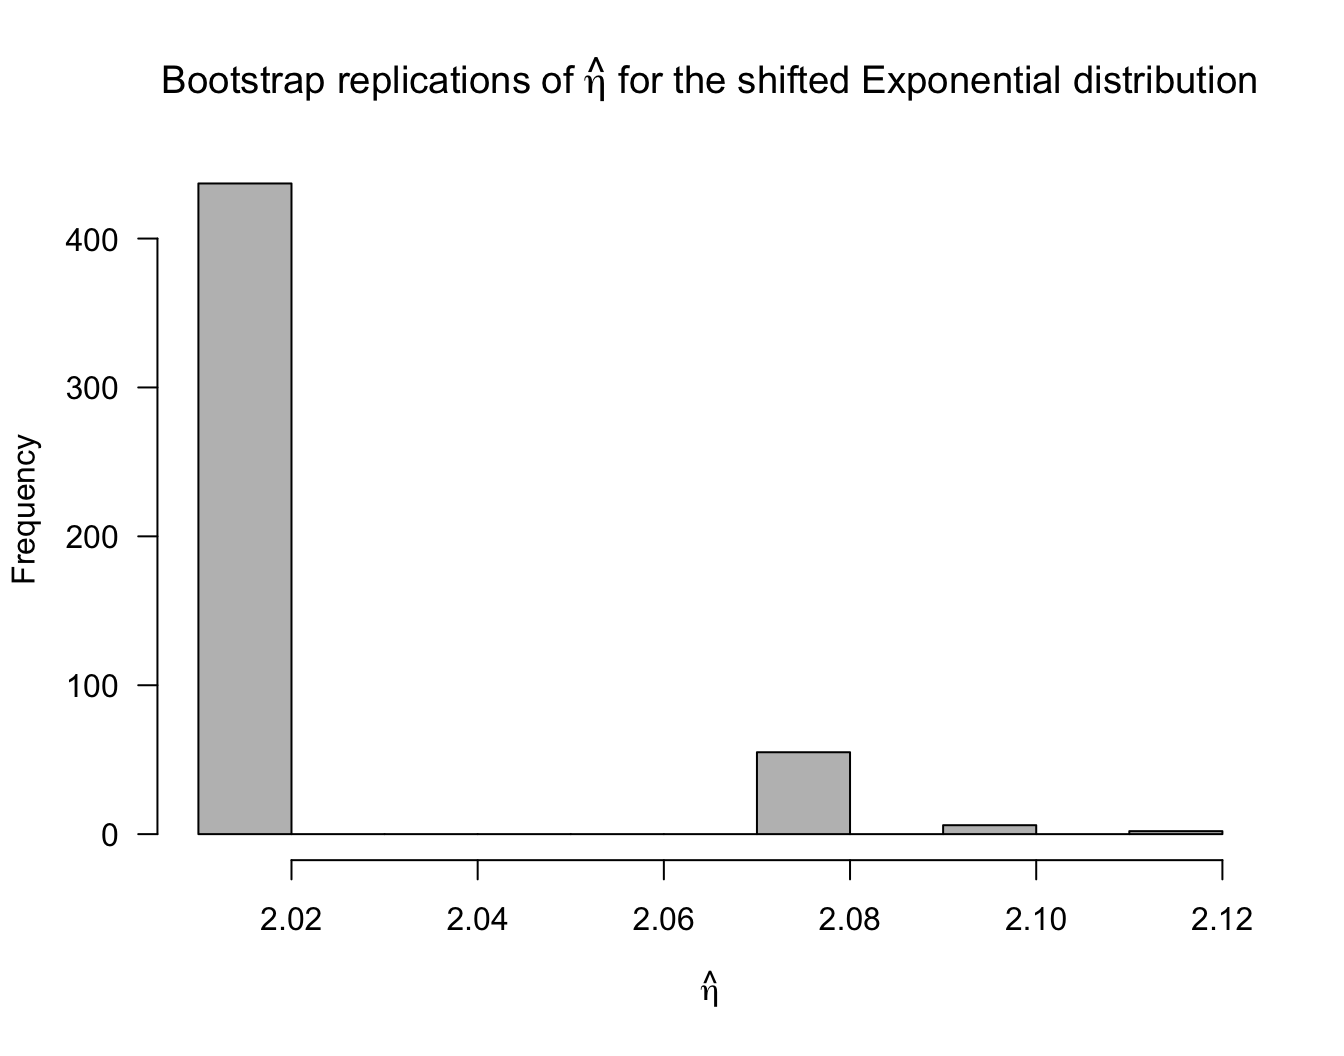 Bootstrap replications of η̂ for the shifted Exponential distribution
Frequency
400
300
200
100
0
2.02 2.04 2.06 2.08 2.10 2.12
η̂